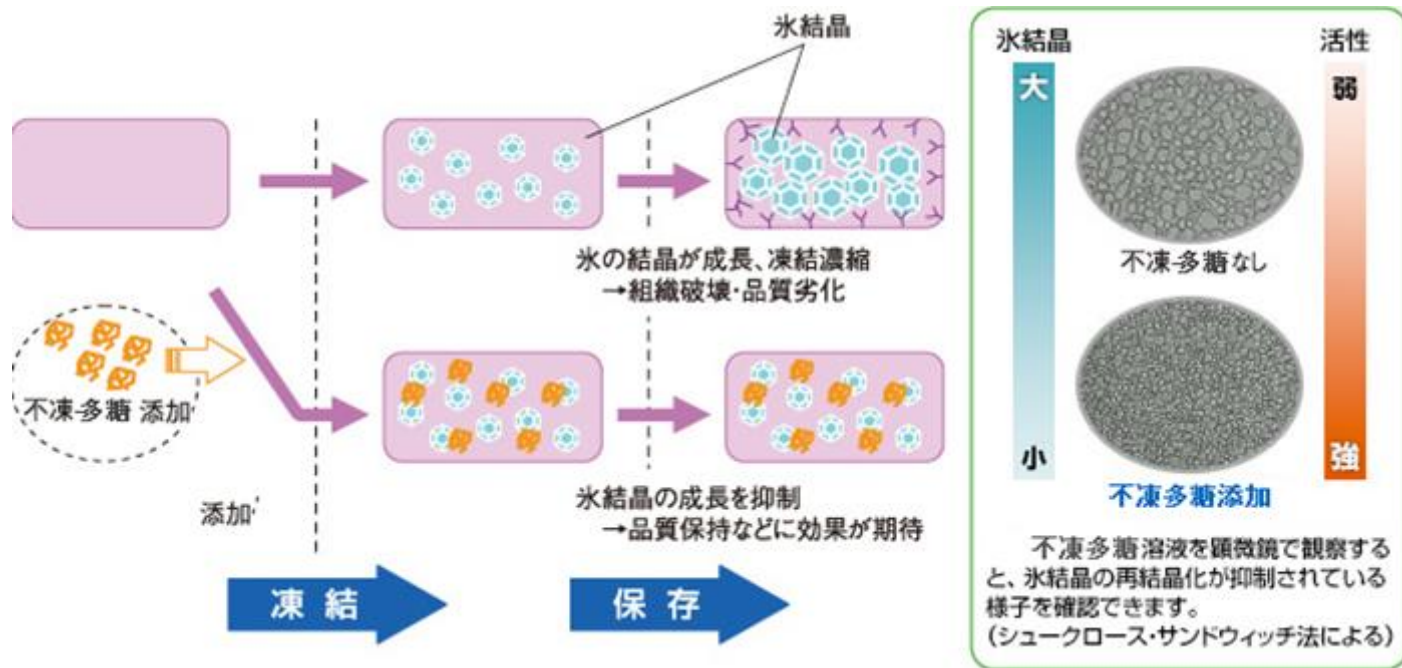 氷結晶
氷の結晶が成長、凍結濃縮
→組織破壊・品質劣化
不凍多糖 添加
添加
氷結晶の成長を抑制
→品質保持などに効果が期待
凍結
保存
氷結晶
活性
大
弱
不凍多糖なし
小
強
不凍多糖添加
不凍多糖溶液を顕微鏡で観察する
と、氷結晶の再結晶化が抑制されている
様子を確認できます。
(シュークロース・サンドウィッチ法による)